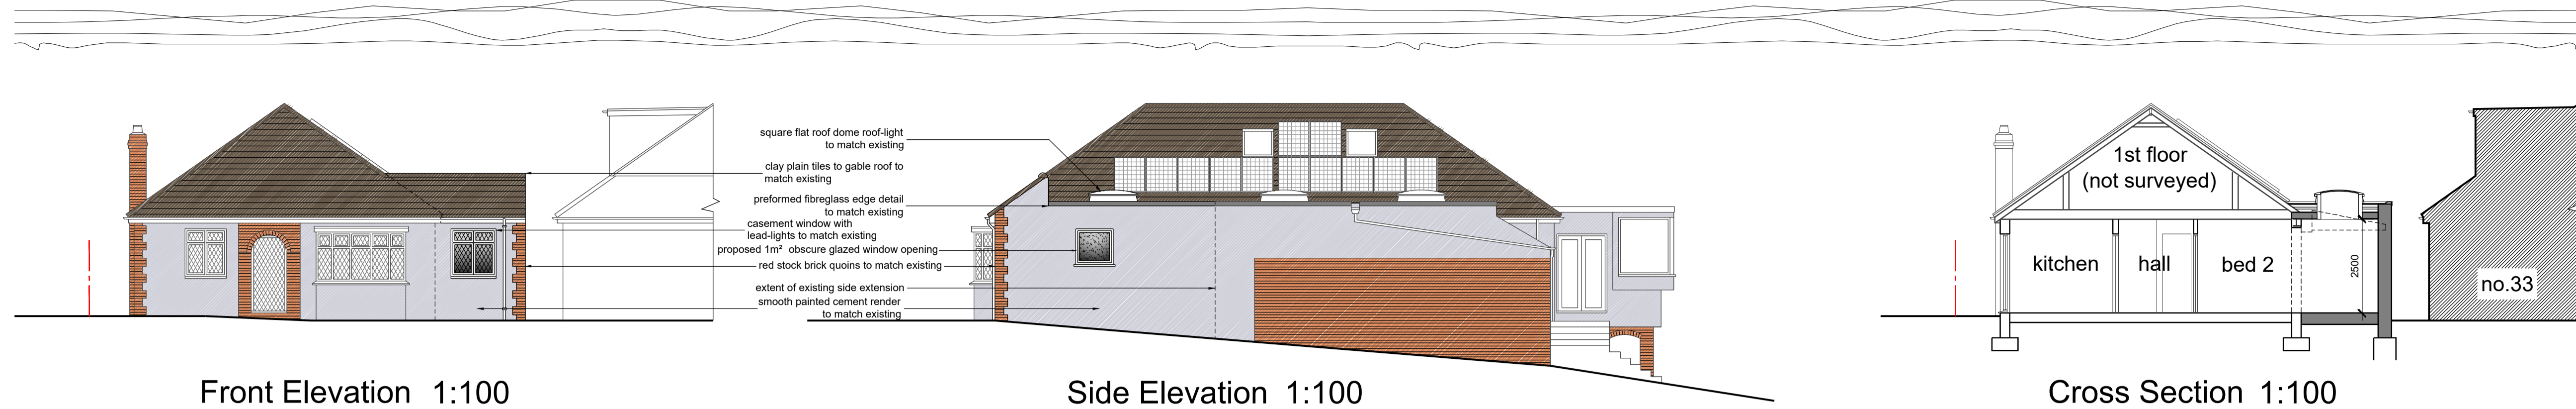 square flat roof dome roof-light
to match existing
clay plain tiles to gable roof to
match existing
preformed fibreglass edge detail
to match existing
casement window with
lead-lights to match existing
proposed 1m² obscure glazed window opening
red stock brick quoins to match existing
extent of existing side extension
smooth painted cement render
to match existing
Front Elevation 1:100
Side Elevation 1:100
1st floor
(not surveyed)
kitchen
hall
bed 2
2500
no.33
Cross Section 1:100